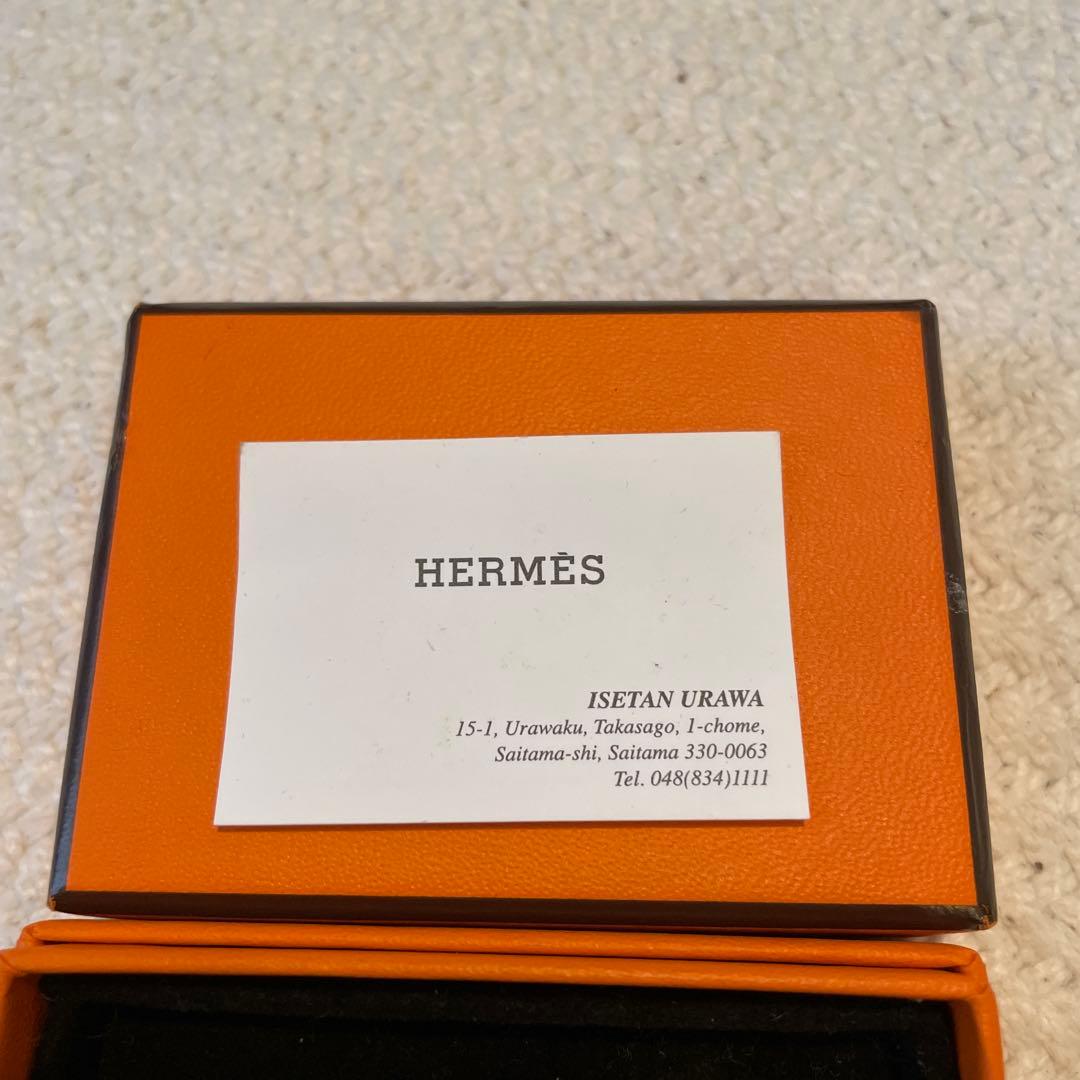 HERMÈS
ISETAN URAWA
15-1, Urawaku, Takasago, 1-chome,
Saitama-shi, Saitama 330-0063
Tel. 048(834)1111